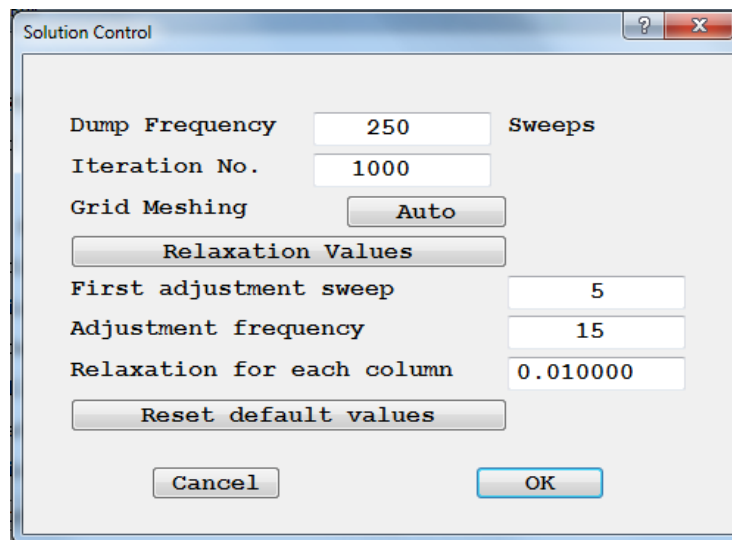 Solution Control
Dump Frequency 250 Sweeps
Iteration No. 1000
Grid Meshing Auto
Relaxation Values
First adjustment sweep 5
Adjustment frequency 15
Relaxation for each column 0.010000
Reset default values
Cancel OK